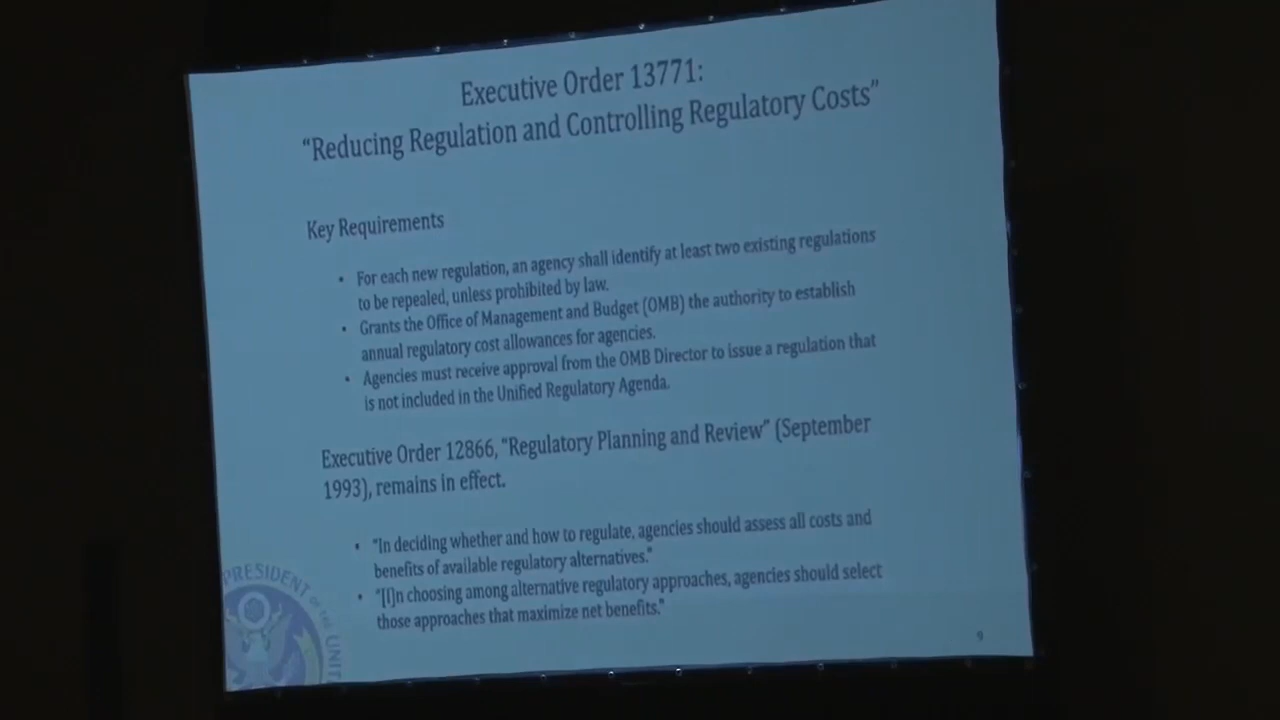 Executive Order 13771:
“Reducing Regulation and Controlling Regulatory Costs”
Key Requirements
• For each new regulation, an agency shall identify at least two existing regulations
to be repealed, unless prohibited by law.
• Grants the Office of Management and Budget (OMB) the authority to establish
annual regulatory cost allowances for agencies.
• Agencies must receive approval from the OMB Director to issue a regulation that
is not included in the Unified Regulatory Agenda.
Executive Order 12866, “Regulatory Planning and Review” (September
1993), remains in effect.
• “In deciding whether and how to regulate, agencies should assess all costs and
benefits of available regulatory alternatives.”
• “[I]n choosing among alternative regulatory approaches, agencies should select
those approaches that maximize net benefits.”
PRESIDENT OF THE UNIT
9